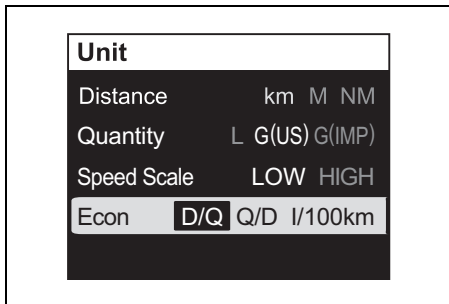 Unit
Distance km M NM
Quantity L G(US) G(IMP)
Speed Scale LOW HIGH
Econ D/Q Q/D l/100km